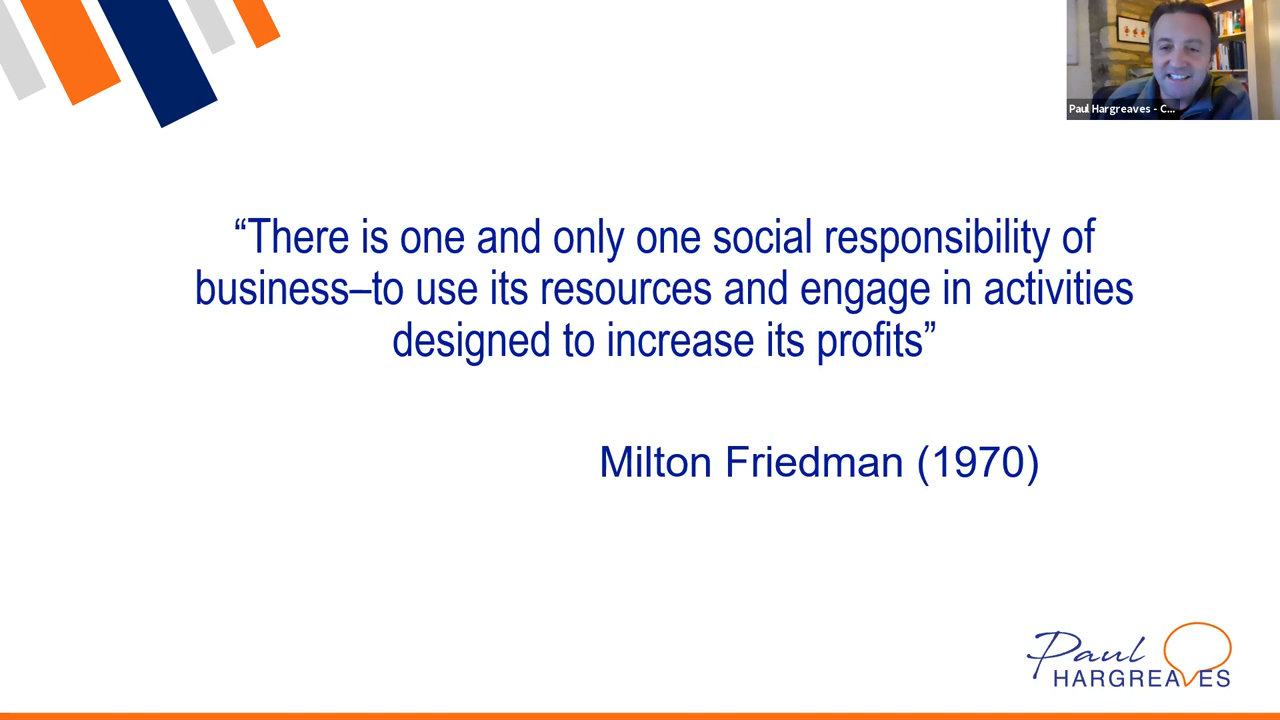 Paul Hargreaves - C...
“There is one and only one social responsibility of
business–to use its resources and engage in activities
designed to increase its profits”
Milton Friedman (1970)
Paul
HARGREAVES